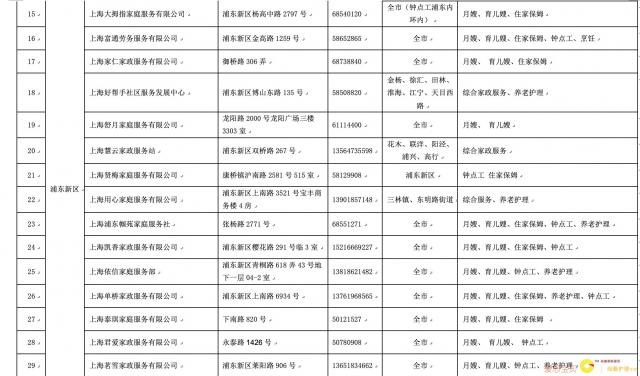 15 上海大拇指家庭服务有限公司 浦东新区杨高中路 2797 号 68540120 全市(钟点工浦东内环内) 月嫂、育儿嫂、住家保姆
16 上海富通劳务服务有限公司 浦东新区金高路 1259 号 58652865 全市 月嫂、育儿嫂、住家保姆、钟点工、烹饪
17 上海家仁家政服务有限公司 御桥路 306 弄 68738840 全市 月嫂、育儿嫂、住家保姆
18 上海好帮手社区服务发展中心 浦东新区博山东路 135 号 58508820 金杨、徐汇、田林、淮海、江宁、天目西路 综合家政服务、养老护理
19 上海舒月家庭服务有限公司 龙阳路 2000 号龙阳广场三楼 3303 室 61114400 全市 月嫂、 育儿嫂
20 上海慧云家政服务站 浦东新区双桥路 267 号 13564735598 花木、联洋、阳泾、浦兴、高行 综合家政服务
浦东新区
21 上海贤梅家庭服务有限公司 康桥镇沪南路 2581 号 515 室 58129908 浦东新区 钟点工 住家保姆
22 上海用心家庭服务有限公司 浦东新区上南路 3521 号宝丰商务楼 4 房 13901857148 三林镇、东明路街道 综合服务、养老护理
23 上海浦东帼苑家庭服务社 张杨路 2771 号 68551271 全市 月嫂、育儿嫂、住家保姆、钟点工、养老护理
24 上海凯香家政服务有限公司 浦东新区樱花路 291 号临 3 室 15216669227 全市 月嫂、育儿嫂、住家保姆、钟点工
25 上海依信家庭服务部 浦东新区青桐路 618 弄 43 号地下一层 04-2 室 13818621482 全市 月嫂、育儿嫂、钟点工、养老护理
26 上海单桥家政服务有限公司 浦东新区上南路 6934 号 13761968565 全市 月嫂、育儿嫂、住家保姆、养老护理、钟点工
27 上海泰琪家庭服务有限公司 下南路 820 号 50121527 全市 月嫂、育儿嫂、住家保姆、钟点工、养老护理
28 上海君爱家政服务有限公司 永泰路 1426 号 50780908 全市 月嫂、育儿嫂、 钟点工
29 上海茗雪家政服务有限公司 浦东新区莱阳路 906 号 13651834662 全市 月嫂、育儿嫂、住家保姆、钟点工